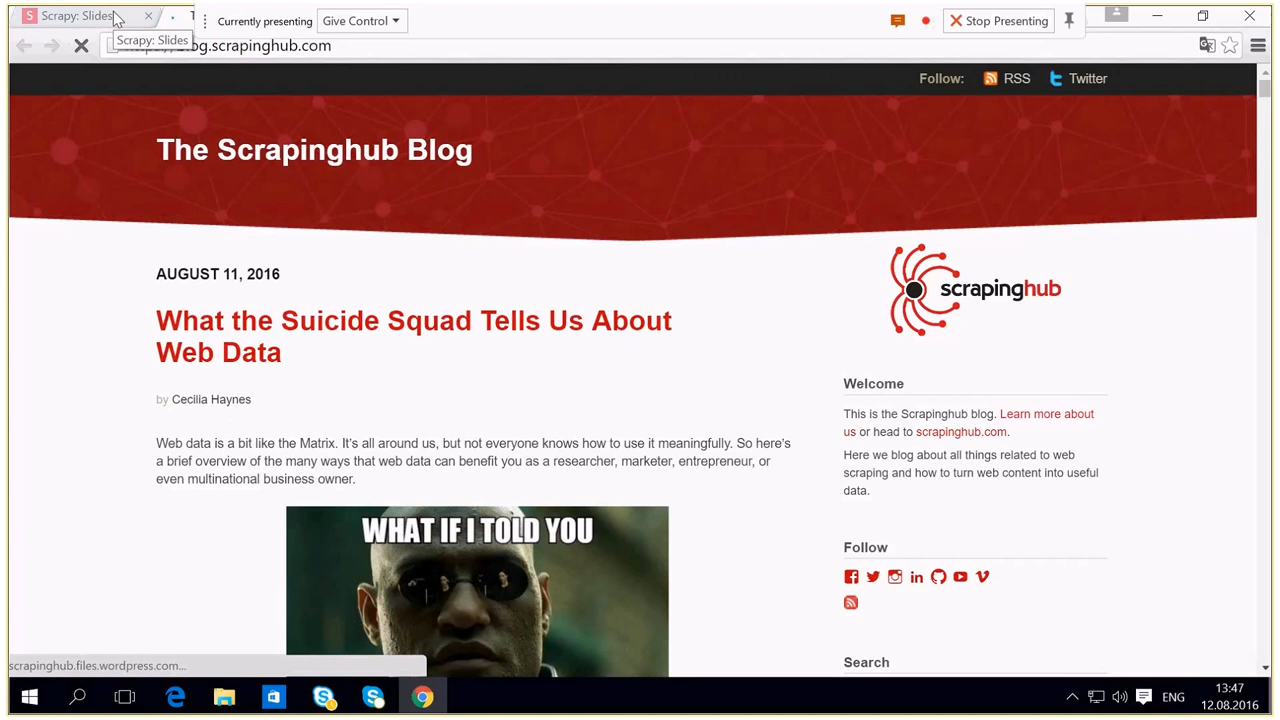 Scrapy: Slides
Currently presenting
Give Control
Stop Presenting
Scrapy: Slides
blog.scrapinghub.com
Follow: RSS Twitter
The Scrapinghub Blog
AUGUST 11, 2016
What the Suicide Squad Tells Us About
Web Data
by Cecilia Haynes
Web data is a bit like the Matrix. It's all around us, but not everyone knows how to use it meaningfully. So here's
a brief overview of the many ways that web data can benefit you as a researcher, marketer, entrepreneur, or
even multinational business owner.
WHAT IF I TOLD YOU
scrapinghub
Welcome
This is the Scrapinghub blog. Learn more about
us or head to scrapinghub.com.
Here we blog about all things related to web
scraping and how to turn web content into useful
data.
Follow
Search
scrapinghub.files.wordpress.com...
ENG
13:47
12.08.2016